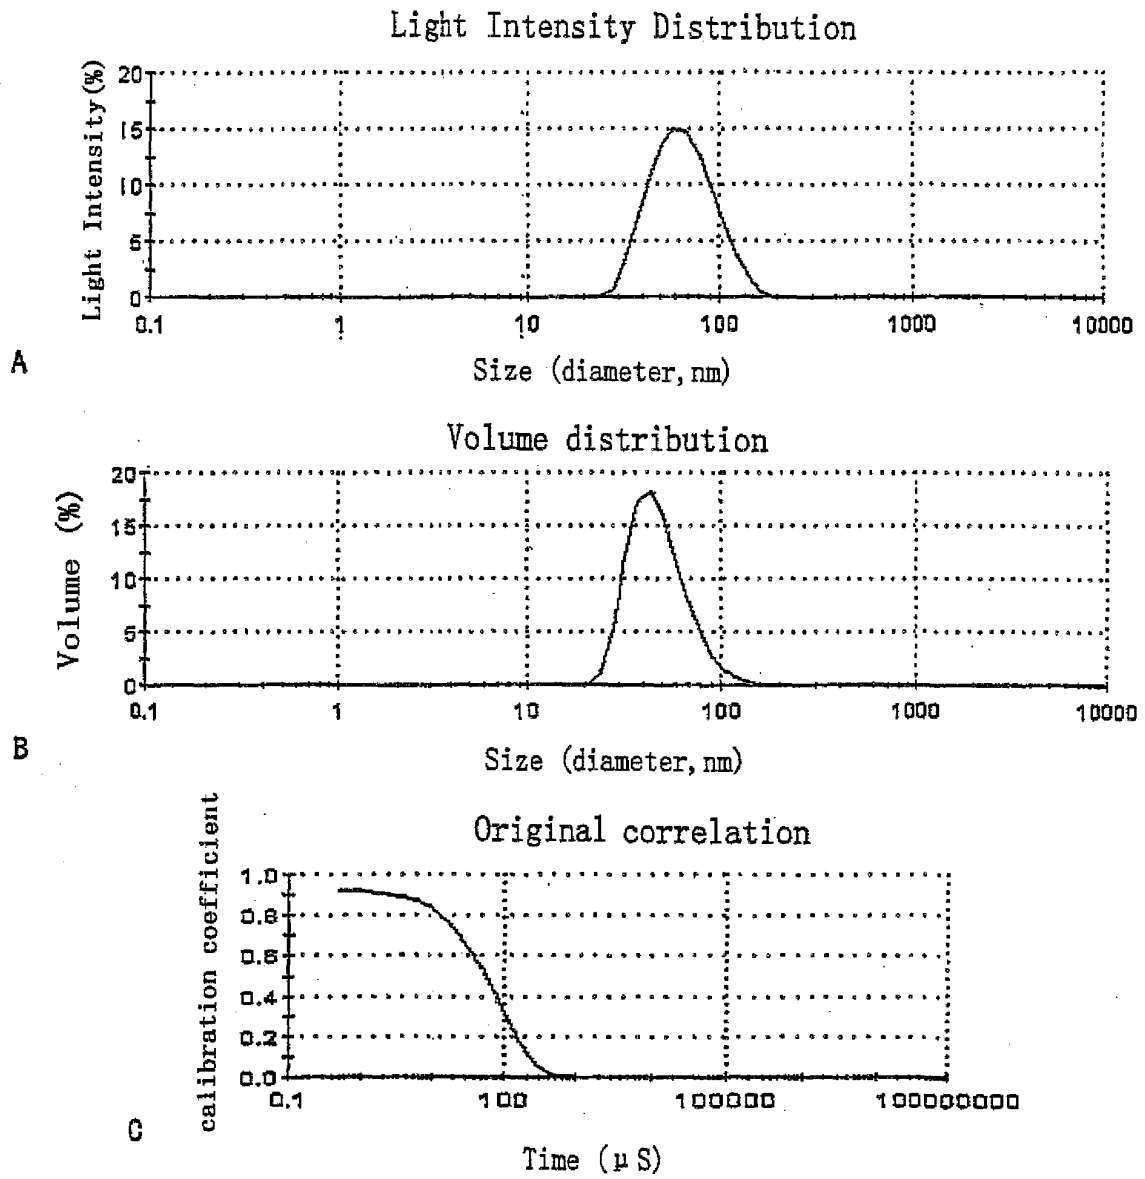 Light Intensity Distribution
Light Intensity(%)
20
15
10
5
0
0.1 1 10 100 1000 10000
A
Size (diameter,nm)
Volume distribution
Volume (%)
20
15
10
5
0
0.1 1 10 100 1000 10000
B
Size (diameter,nm)
Original correlation
calibration coefficient
1.0
0.8
0.6
0.4
0.2
0.0
0.1 100 100000 100000000
C
Time (μS)